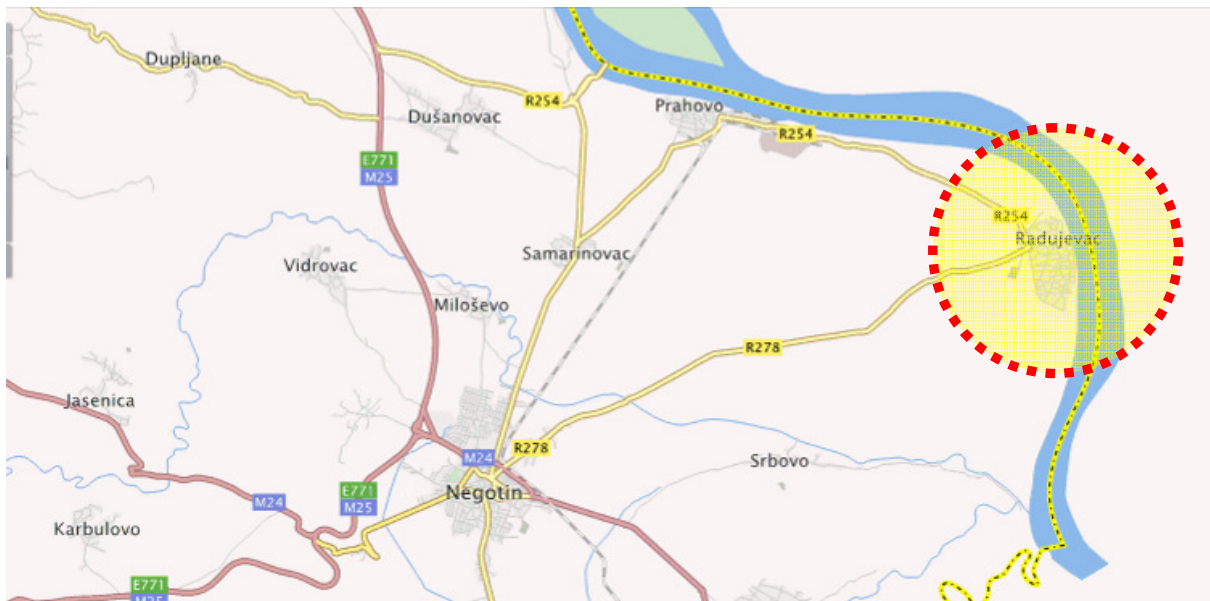 Dupljane
Dušanovac
R254
Prahovo
R254
E771
M25
R254
Radujevac
Samarinovac
Vidrovac
Miloševo
R278
Jasenica
R278
M24
Srbovo
E771
M25
M24
Negotin
Karbulovo
E771
M25